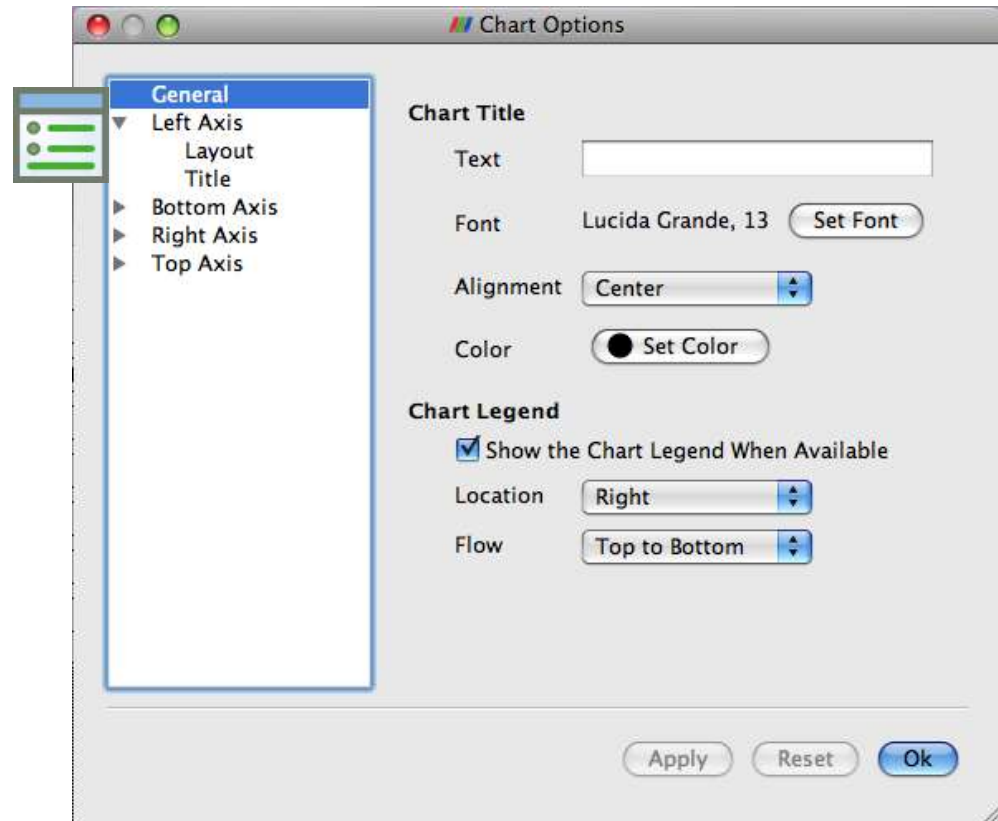 Chart Options
General
Left Axis
Layout
Title
Bottom Axis
Right Axis
Top Axis
Chart Title
Text
Font Lucida Grande, 13 Set Font
Alignment Center
Color Set Color
Chart Legend
Show the Chart Legend When Available
Location Right
Flow Top to Bottom
Apply Reset Ok